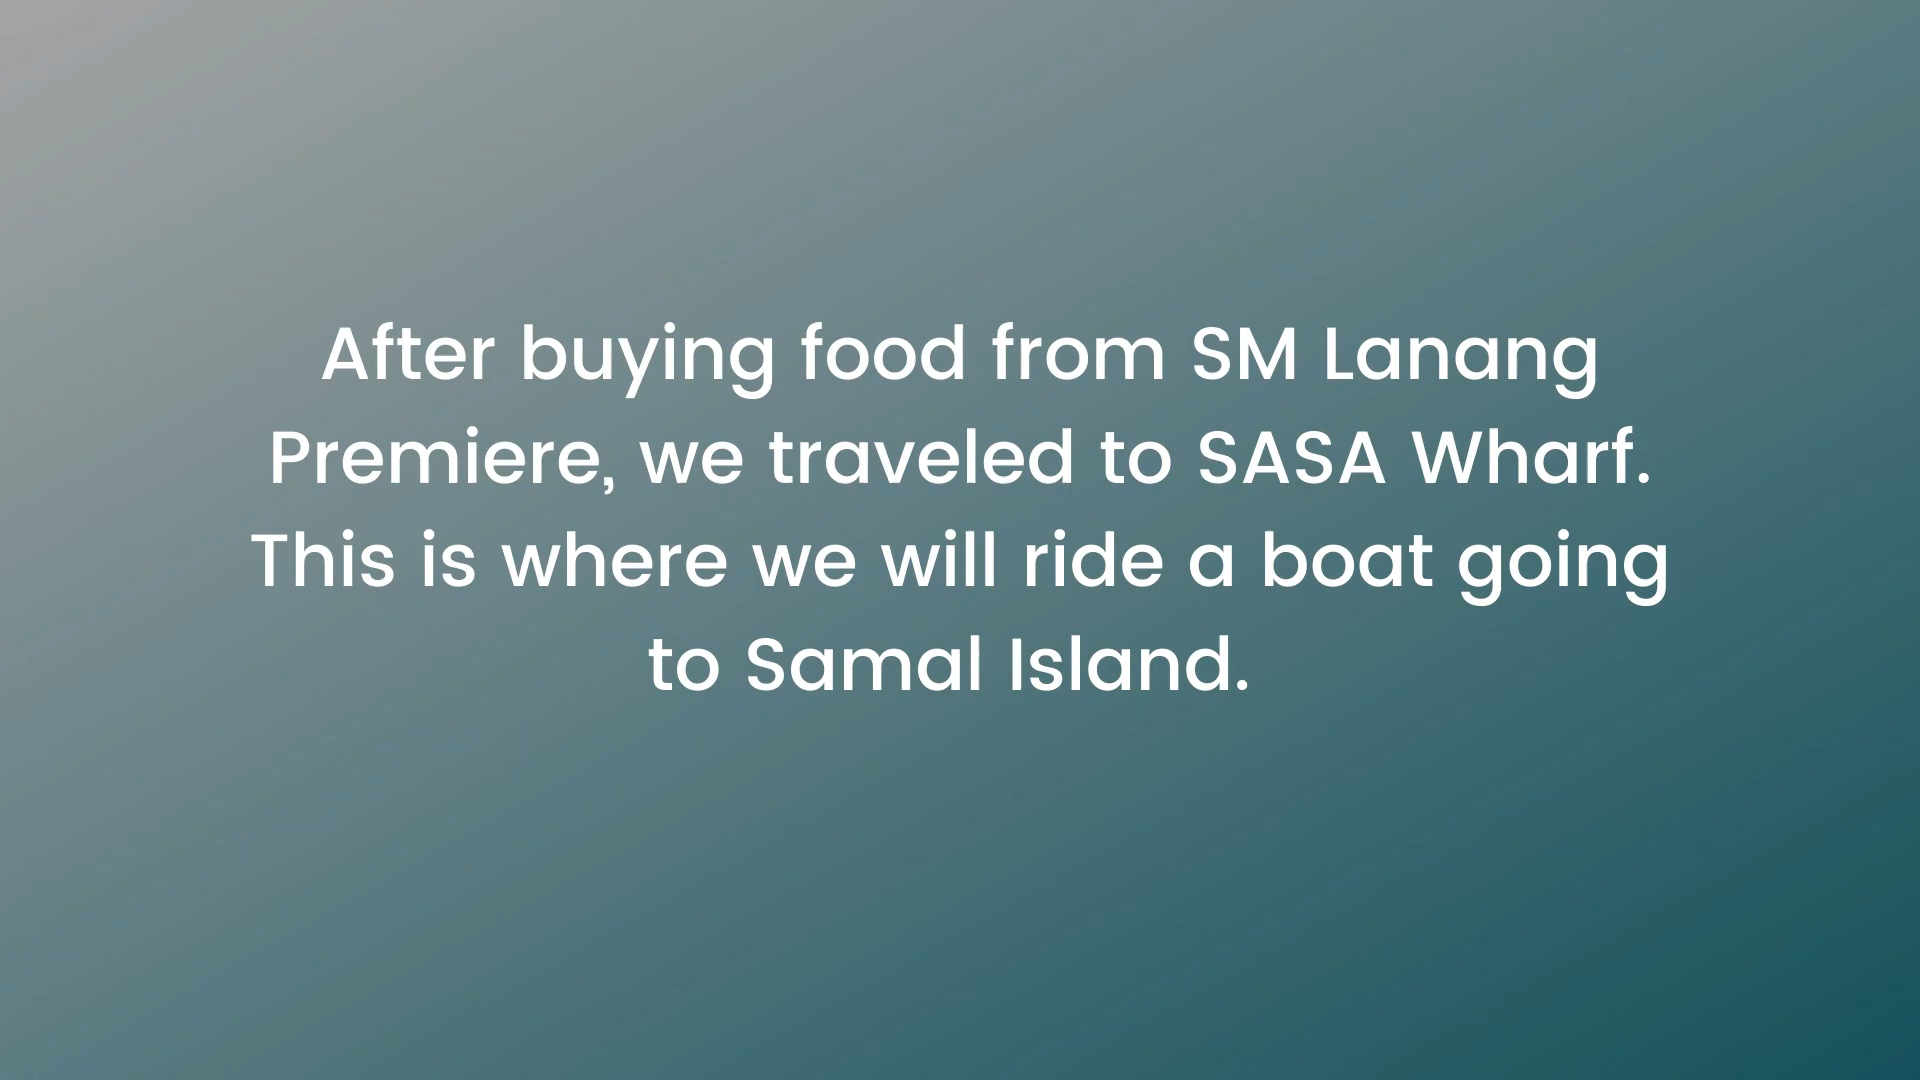 After buying food from SM Lanang
Premiere, we traveled to SASA Wharf.
This is where we will ride a boat going
to Samal Island.